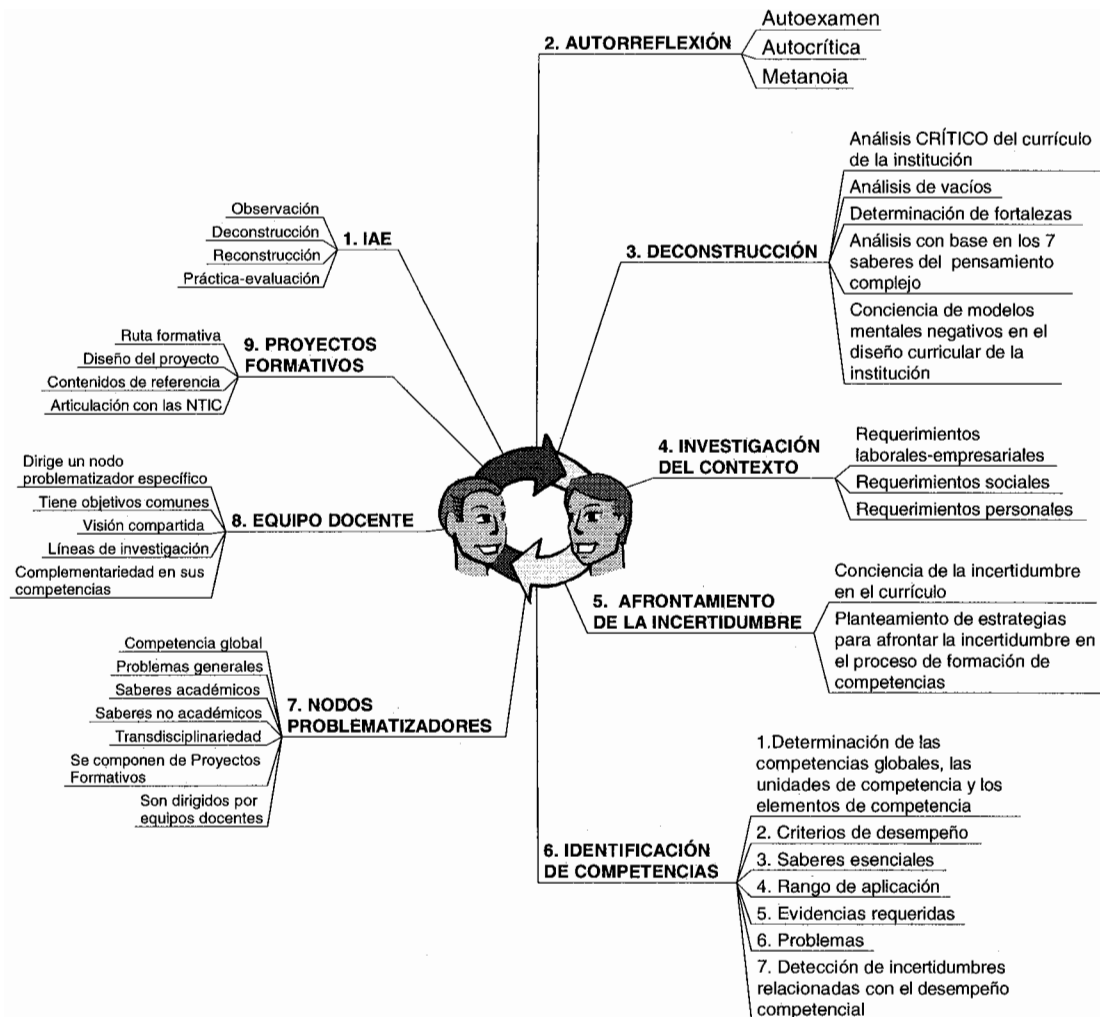 2. AUTORREFLEXIÓN
Autoexamen
Autocrítica
Metanoia
3. DECONSTRUCCIÓN
Análisis CRÍTICO del currículo
de la institución
Análisis de vacíos
Determinación de fortalezas
Análisis con base en los 7
saberes del pensamiento
complejo
Conciencia de modelos
mentales negativos en el
diseño curricular de la
institución
4. INVESTIGACIÓN
DEL CONTEXTO
Requerimientos
laborales-empresariales
Requerimientos sociales
Requerimientos personales
5. AFRONTAMIENTO
DE LA INCERTIDUMBRE
Conciencia de la incertidumbre
en el currículo
Planteamiento de estrategias
para afrontar la incertidumbre en
el proceso de formación de
competencias
6. IDENTIFICACIÓN
DE COMPETENCIAS
1.Determinación de las
competencias globales, las
unidades de competencia y los
elementos de competencia
2. Criterios de desempeño
3. Saberes esenciales
4. Rango de aplicación
5. Evidencias requeridas
6. Problemas
7. Detección de incertidumbres
relacionadas con el desempeño
competencial
7. NODOS
PROBLEMATIZADORES
Competencia global
Problemas generales
Saberes académicos
Saberes no académicos
Transdisciplinariedad
Se componen de Proyectos
Formativos
Son dirigidos por
equipos docentes
8. EQUIPO DOCENTE
Dirige un nodo
problematizador específico
Tiene objetivos comunes
Visión compartida
Líneas de investigación
Complementariedad en sus
competencias
9. PROYECTOS
FORMATIVOS
Ruta formativa
Diseño del proyecto
Contenidos de referencia
Articulación con las NTIC
1. IAE
Observación
Deconstrucción
Reconstrucción
Práctica-evaluación